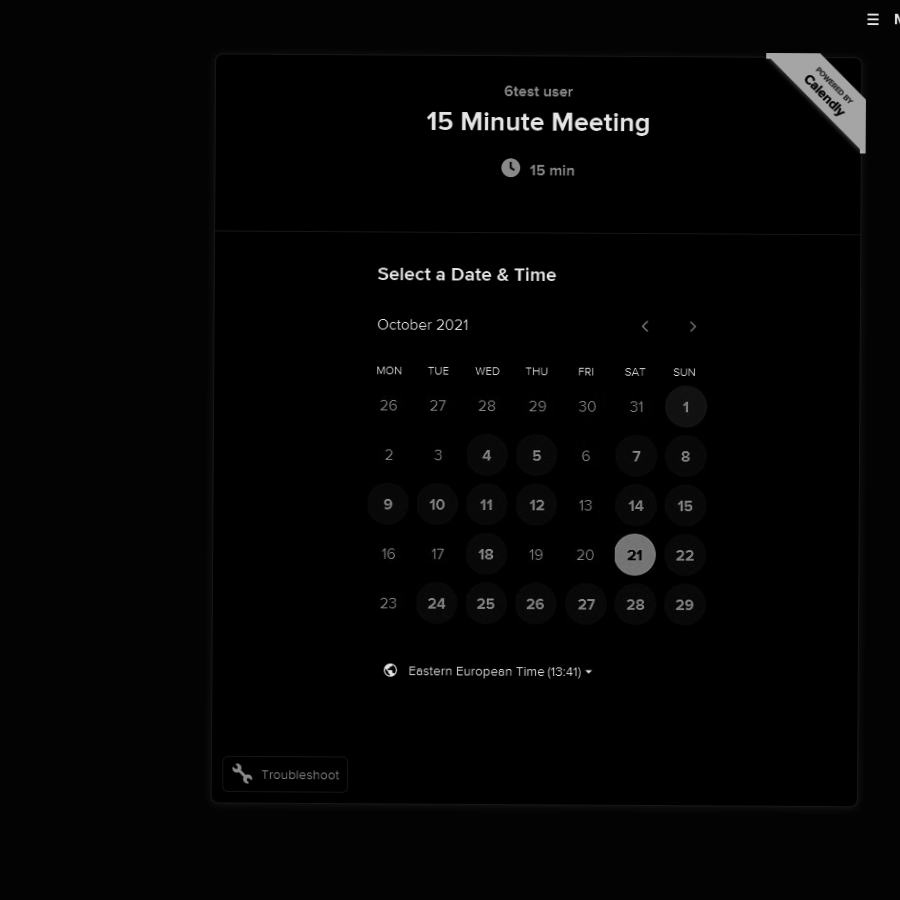 ☰ M
POWERED BY
Calendly
6test user
15 Minute Meeting
15 min
Select a Date & Time
October 2021
MON TUE WED THU FRI SAT SUN
26 27 28 29 30 31 1
2 3 4 5 6 7 8
9 10 11 12 13 14 15
16 17 18 19 20 21 22
23 24 25 26 27 28 29
Eastern European Time (13:41)
Troubleshoot